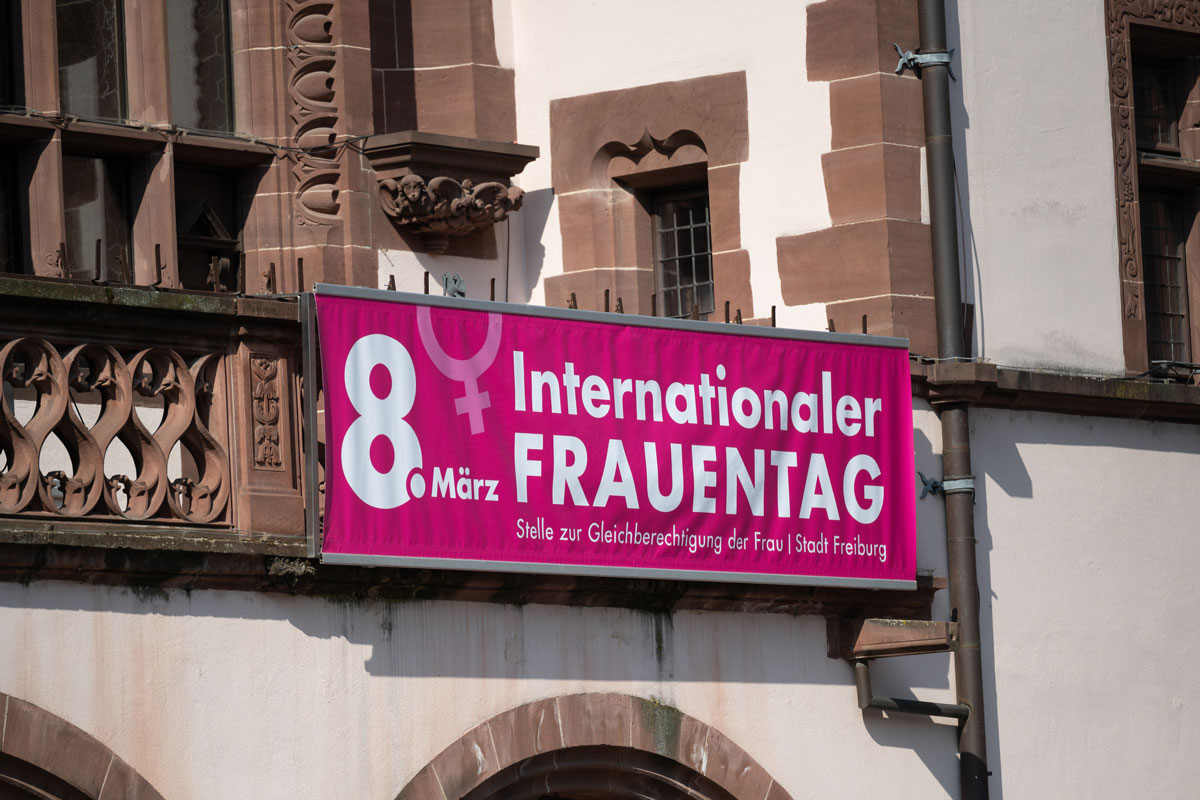 8. März
Internationaler
FRAUENTAG
Stelle zur Gleichberechtigung der Frau | Stadt Freiburg